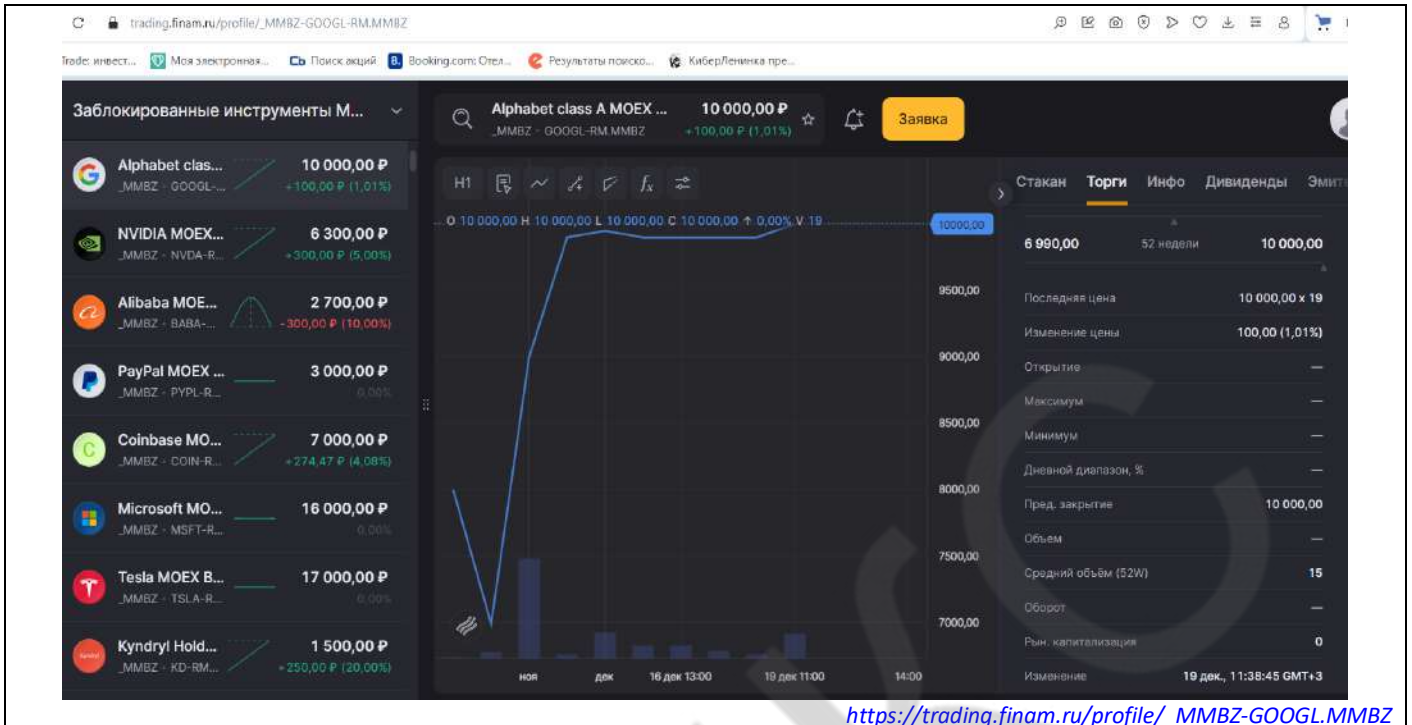 trading.finam.ru/profile/_MMBZ-GOOGL-RM.MMBZ
Trade: инвест... Моя электронная... Сь Поиск акций B. Booking.com: Отел... Результаты поиско... КиберЛенинка пре...
Заблокированные инструменты М...
Alphabet class A MOEX ... 10 000,00 ₽
_MMBZ · GOOGL-RM.MMBZ +100,00 ₽ (1,01%)
Заявка
Alphabet clas... 10 000,00 ₽
_MMBZ · GOOGL-... +100,00 ₽ (1,01%)
NVIDIA MOEX... 6 300,00 ₽
_MMBZ · NVDA-R... +300,00 ₽ (5,00%)
Alibaba MOE... 2 700,00 ₽
_MMBZ · BABA-... -300,00 ₽ (10,00%)
PayPal MOEX ... 3 000,00 ₽
_MMBZ · PYPL-R... 0,00%
Coinbase MO... 7 000,00 ₽
_MMBZ · COIN-R... +274,47 ₽ (4,08%)
Microsoft MO... 16 000,00 ₽
_MMBZ · MSFT-R... 0,00%
Tesla MOEX B... 17 000,00 ₽
_MMBZ · TSLA-R... 0,00%
Kyndryl Hold... 1 500,00 ₽
_MMBZ · KD-RM... +250,00 ₽ (20,00%)
H1 fx
O 10 000,00 H 10 000,00 L 10 000,00 C 10 000,00 ↑ 0,00% V 19
10000,00
9500,00
9000,00
8500,00
8000,00
7500,00
7000,00
ноя дек 16 дек 13:00 19 дек 11:00 14:00
Стакан Торги Инфо Дивиденды Эмит
6 990,00 52 недели 10 000,00
Последняя цена 10 000,00 x 19
Изменение цены 100,00 (1,01%)
Открытие —
Максимум —
Минимум —
Дневной диапазон, % —
Пред. закрытие 10 000,00
Объем —
Средний объём (52W) 15
Оборот —
Рын. капитализация 0
Изменение 19 дек., 11:38:45 GMT+3
https://trading.finam.ru/profile/_MMBZ-GOOGL.MMBZ